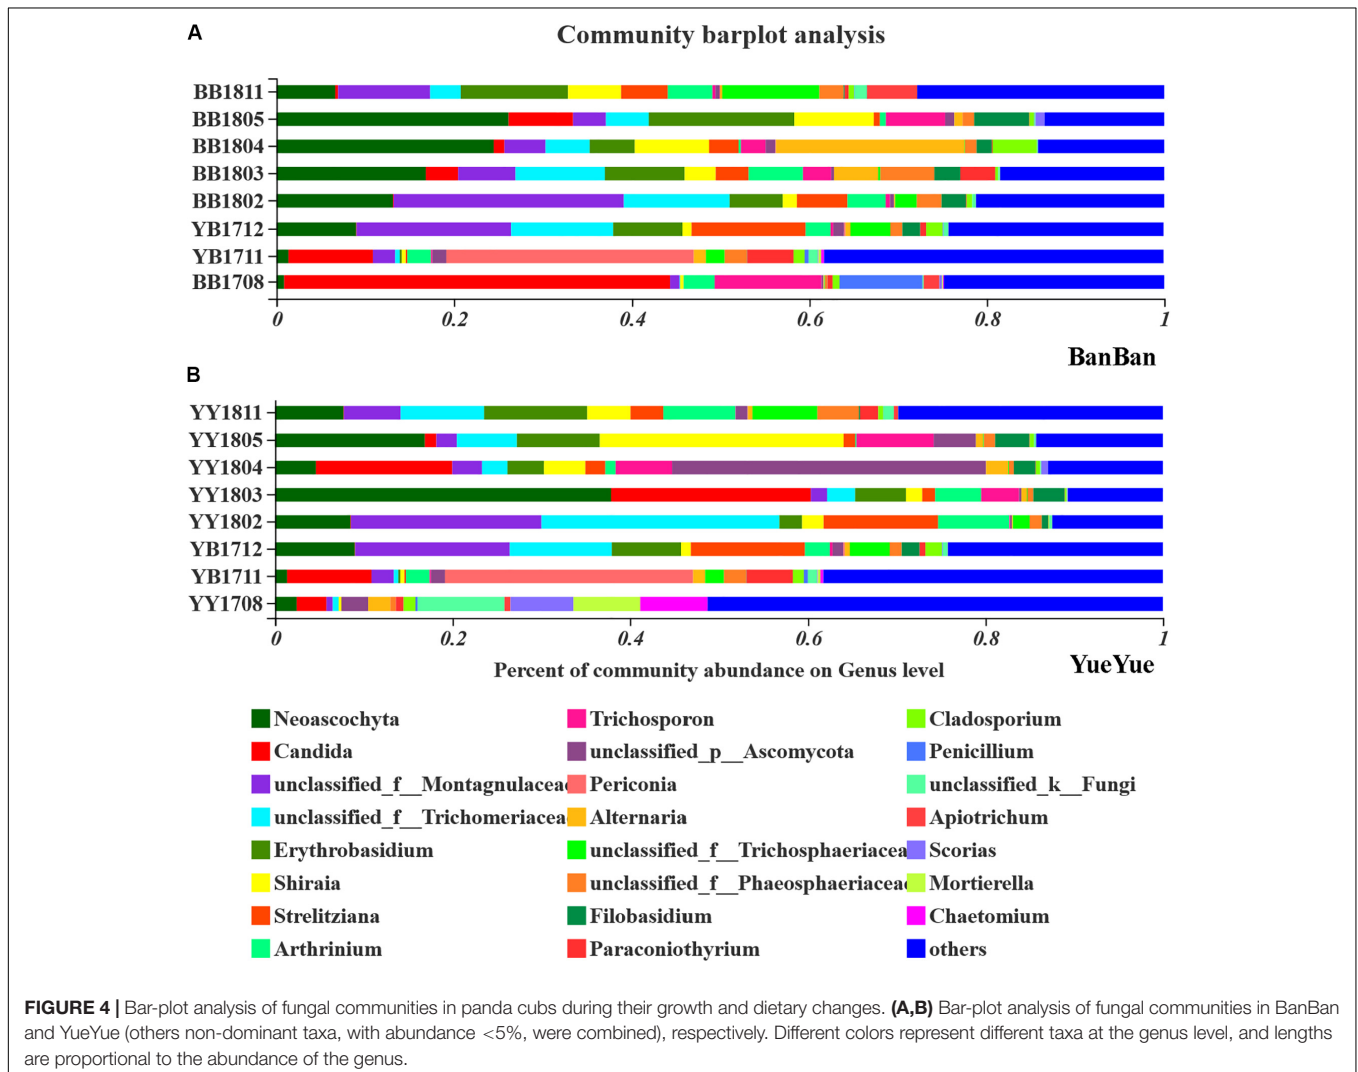 A
Community barplot analysis
BB1811
BB1805
BB1804
BB1803
BB1802
YB1712
YB1711
BB1708
0 0.2 0.4 0.6 0.8 1
BanBan
B
YY1811
YY1805
YY1804
YY1803
YY1802
YB1712
YB1711
YY1708
0 0.2 0.4 0.6 0.8 1
Percent of community abundance on Genus level
YueYue
Neoascochyta Trichosporon Cladosporium
Candida unclassified_p__Ascomycota Penicillium
unclassified_f__Montagnulaceae Periconia unclassified_k__Fungi
unclassified_f__Trichomeriacea Alternaria Apiotrichum
Erythrobasidium unclassified_f__Trichosphaeriacea Scorias
Shiraia unclassified_f__Phaeosphaeriaceae Mortierella
Strelitziana Filobasidium Chaetomium
Arthrinium Paraconiothyrium others
FIGURE 4 | Bar-plot analysis of fungal communities in panda cubs during their growth and dietary changes. (A,B) Bar-plot analysis of fungal communities in BanBan
and YueYue (others non-dominant taxa, with abundance <5%, were combined), respectively. Different colors represent different taxa at the genus level, and lengths
are proportional to the abundance of the genus.